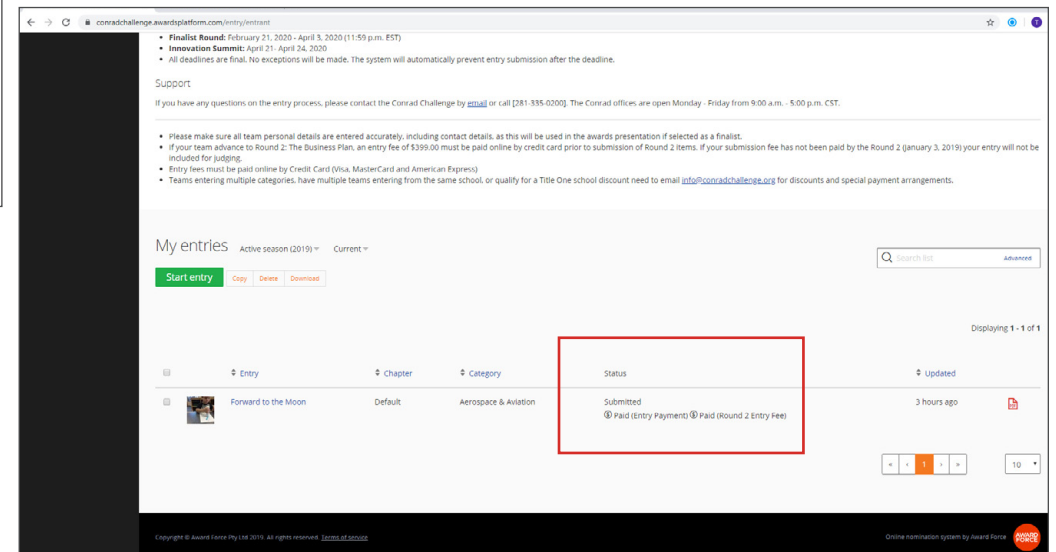 conradchallenge.awardsplatform.com/entry/entrant
• Finalist Round: February 21, 2020 - April 3, 2020 (11:59 p.m. EST)
• Innovation Summit: April 21- April 24, 2020
• All deadlines are final. No exceptions will be made. The system will automatically prevent entry submission after the deadline.
Support
If you have any questions on the entry process, please contact the Conrad Challenge by email or call [281-335-0200]. The Conrad offices are open Monday - Friday from 9:00 a.m. - 5:00 p.m. CST.
• Please make sure all team personal details are entered accurately, including contact details, as this will be used in the awards presentation if selected as a finalist.
• If your team advance to Round 2: The Business Plan, an entry fee of $399.00 must be paid online by credit card prior to submission of Round 2 items. If your submission fee has not been paid by the Round 2 (January 3, 2019) your entry will not be
included for judging.
• Entry fees must be paid online by Credit Card (Visa, MasterCard and American Express)
• Teams entering multiple categories, have multiple teams entering from the same school, or qualify for a Title One school discount need to email info@conradchallenge.org for discounts and special payment arrangements.
My entries Active season (2019) Current
Search list Advanced
Start entry Copy Delete Download
Displaying 1 - 1 of 1
Entry Chapter Category Status Updated
Forward to the Moon Default Aerospace & Aviation Submitted 3 hours ago
Paid (Entry Payment) Paid (Round 2 Entry Fee)
« ‹ 1 › » 10
Copyright © Award Force Pty Ltd 2019. All rights reserved. Terms of service Online nomination system by Award Force AWARD
FORCE